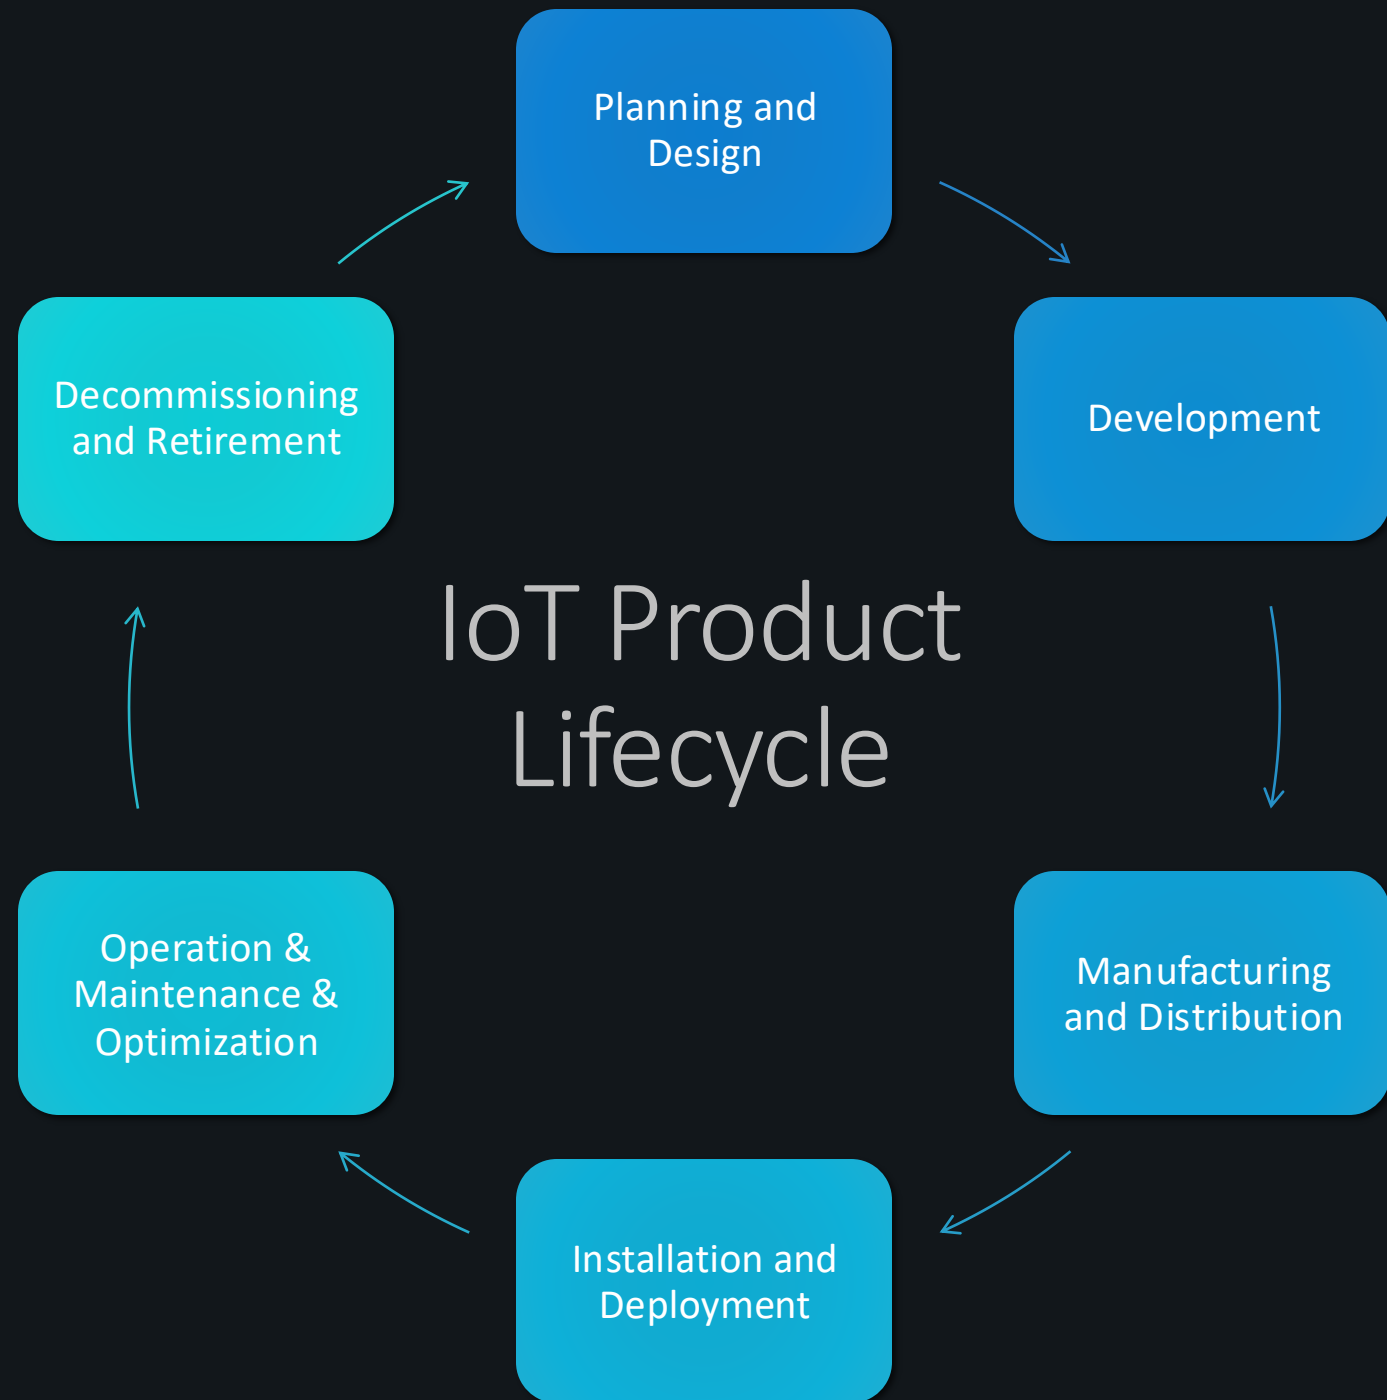 Planning and
Design
Development
Manufacturing
and Distribution
Installation and
Deployment
Operation &
Maintenance &
Optimization
Decommissioning
and Retirement
IoT Product
Lifecycle